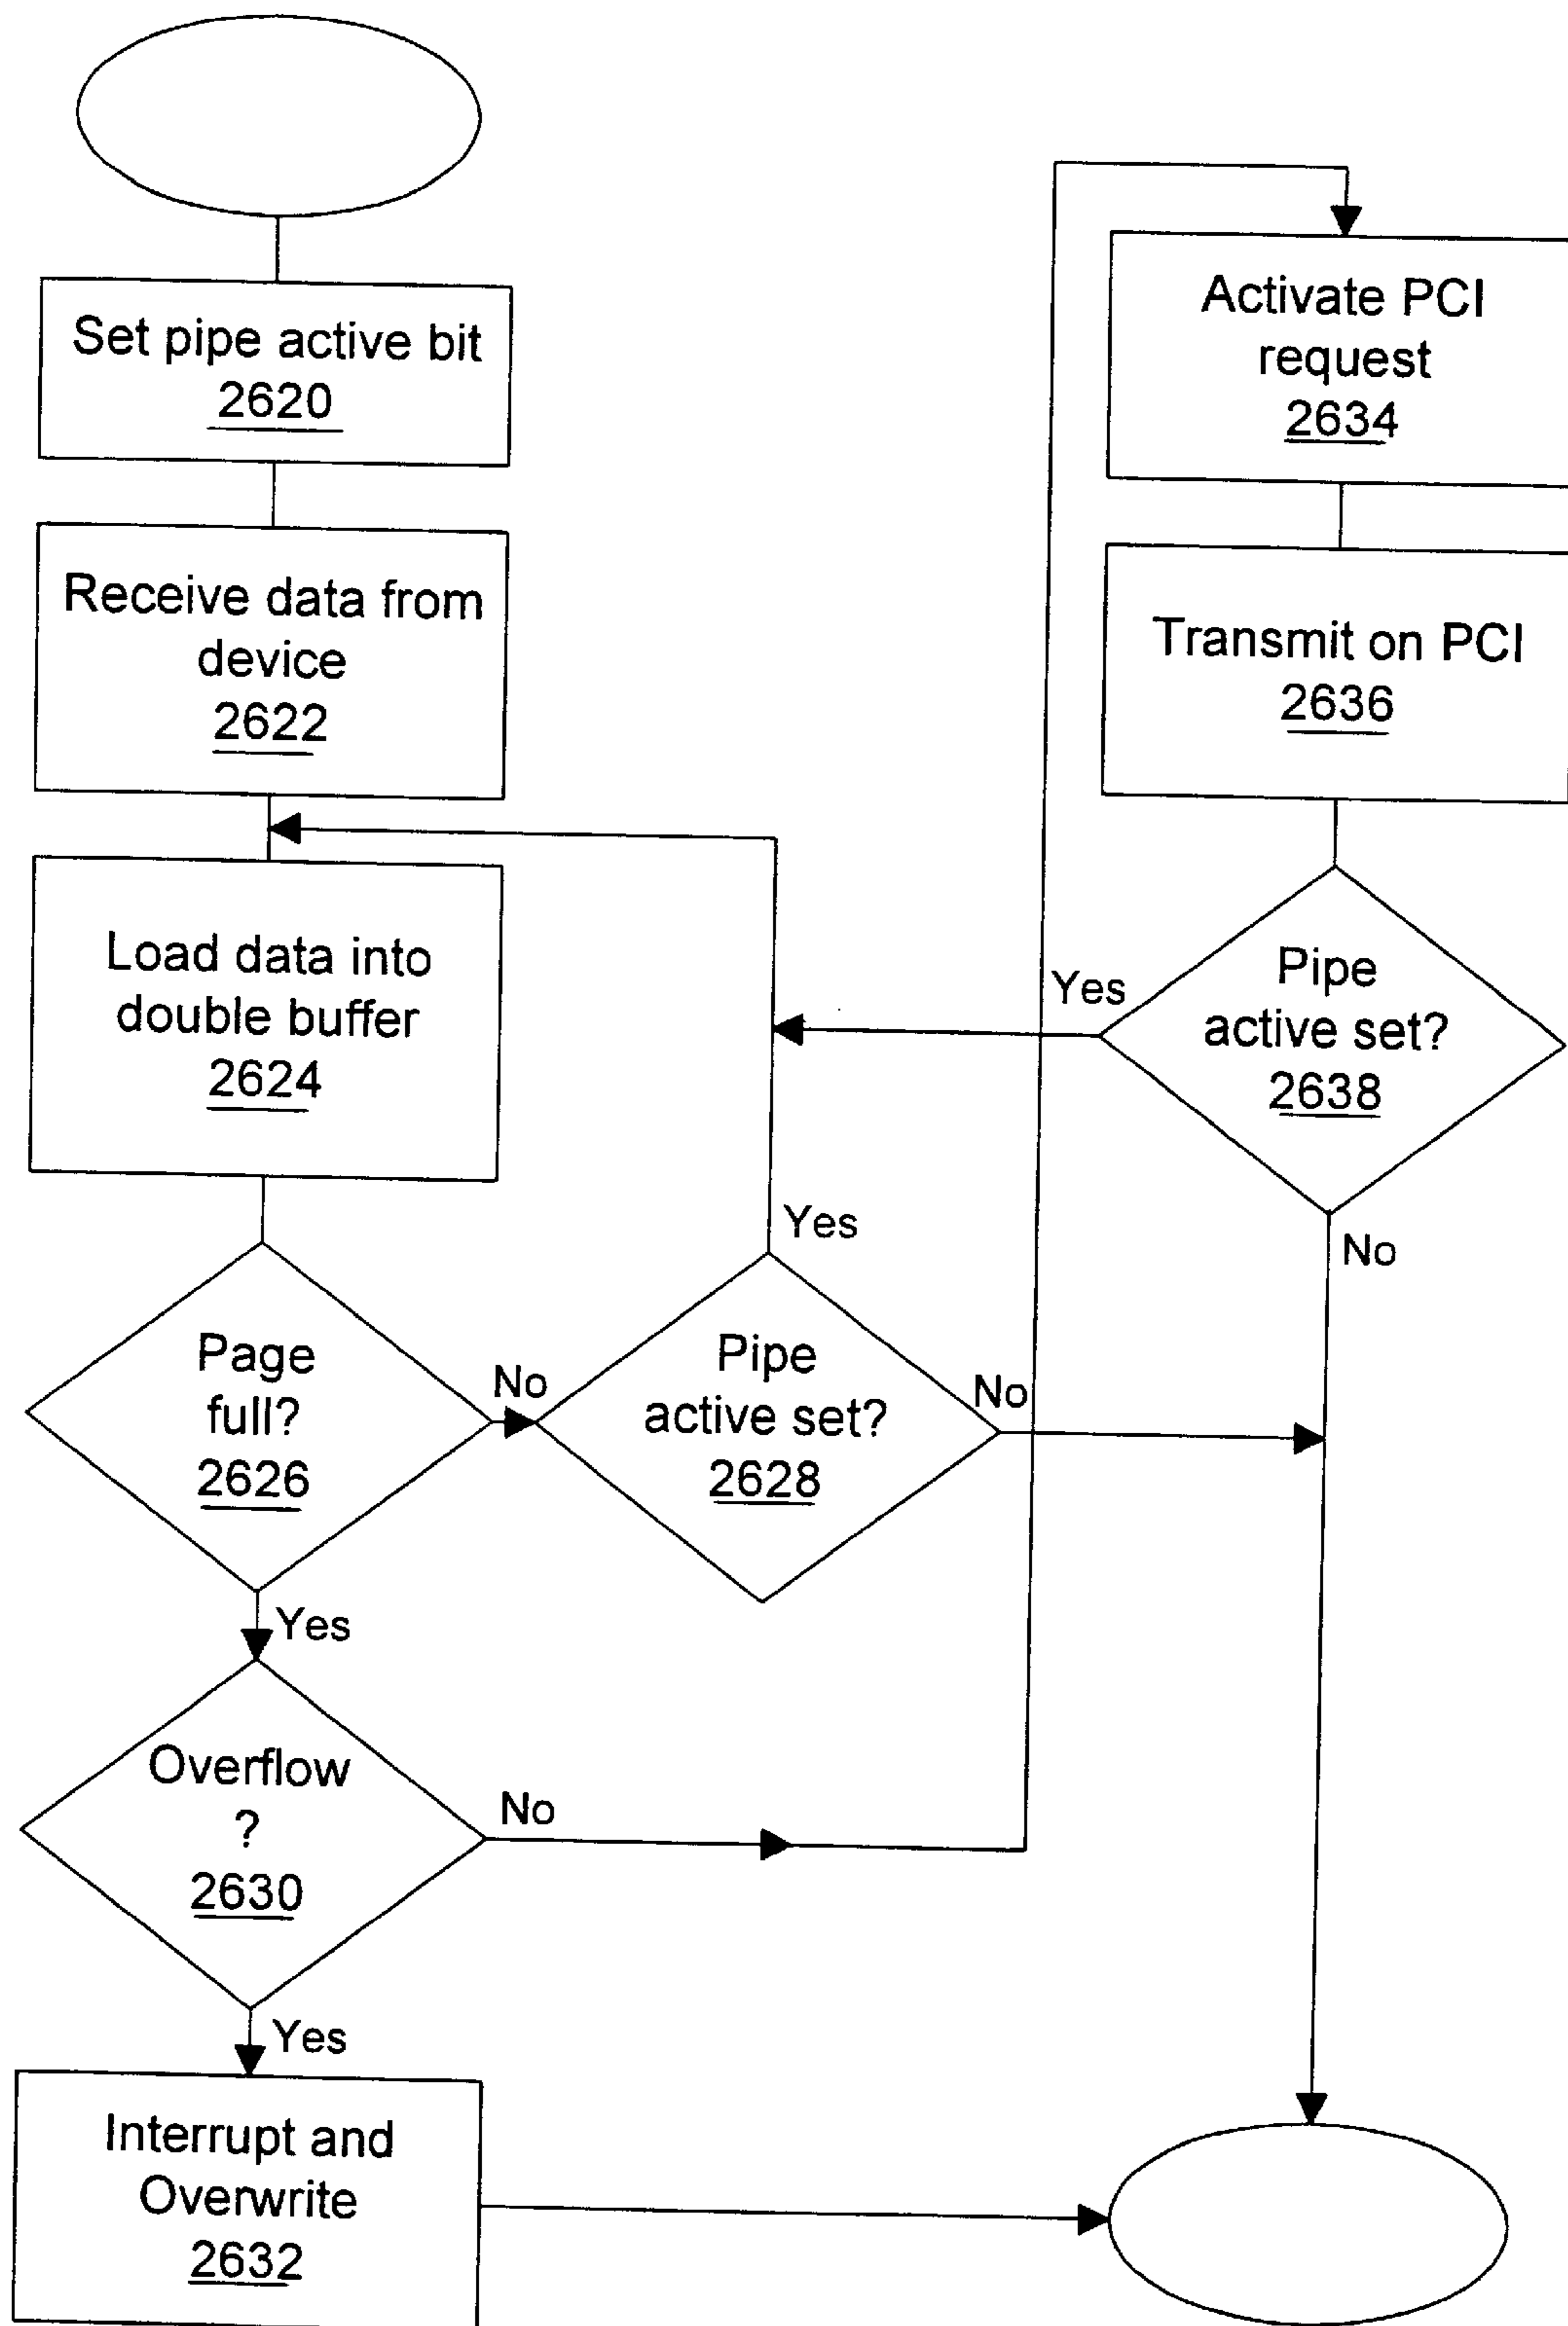 Set pipe active bit
2620
Receive data from
device
2622
Load data into
double buffer
2624
Page
full?
2626
No
Yes
Pipe
active set?
2628
Yes
No
Overflow
?
2630
No
Yes
Interrupt and
Overwrite
2632
Activate PCI
request
2634
Transmit on PCI
2636
Pipe
active set?
2638
Yes
No